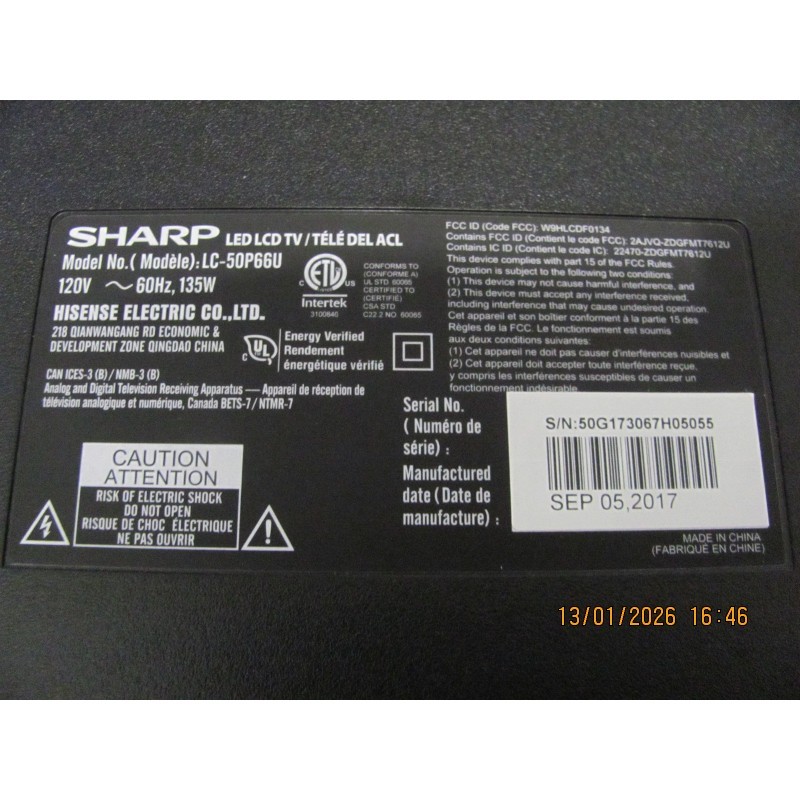 SHARP LED LCD TV / TÉLÉ DEL ACL
Model No.( Modèle): LC-50P66U
120V ～ 60Hz, 135W
HISENSE ELECTRIC CO.,LTD.
218 QIANWANGANG RD ECONOMIC &
DEVELOPMENT ZONE QINGDAO CHINA
CAN ICES-3 (B) / NMB-3 (B)
Analog and Digital Television Receiving Apparatus — Appareil de réception de
télévision analogique et numérique, Canada BETS-7 / NTMR-7
ETL
C US
Intertek
3100640
CONFORMS TO
(CONFORME A)
UL STD 60065
CERTIFIED TO
(CERTIFIÉ)
CSA STD
C22.2 NO. 60065
C UL
Energy Verified
Rendement
énergétique vérifié
FCC ID (Code FCC): W9HLCDF0134
Contains FCC ID (Contient le code FCC): 2AJVQ-ZDGFMT7612U
Contains IC ID (Contient le code IC): 22470-ZDGFMT7612U
This device complies with part 15 of the FCC Rules.
Operation is subject to the following two conditions:
(1) This device may not cause harmful interference, and
(2) This device must accept any interference received,
including interference that may cause undesired operation.
Cet appareil et son boîtier conforment à la partie 15 des
Règles de la FCC. Le fonctionnement est soumis
aux deux conditions suivantes:
(1) Cet appareil ne doit pas causer d'interférences nuisibles et
(2) Cet appareil doit accepter toute interférence reçue,
y compris les interférences susceptibles de causer un
fonctionnement indésirable.
Serial No.
( Numéro de
série) :
Manufactured
date (Date de
manufacture) :
S/N:50G173067H05055
SEP 05,2017
MADE IN CHINA
(FABRIQUÉ EN CHINE)
CAUTION
ATTENTION
RISK OF ELECTRIC SHOCK
DO NOT OPEN
RISQUE DE CHOC ÉLECTRIQUE
NE PAS OUVRIR
13/01/2026 16:46